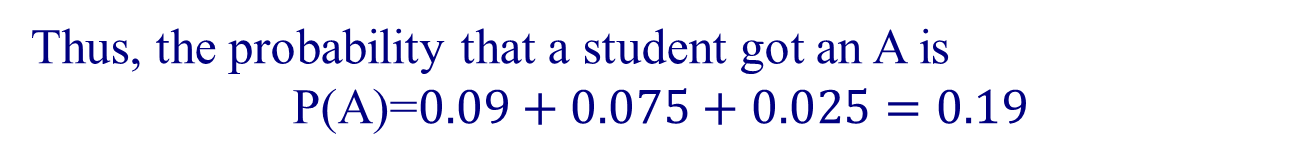 Thus, the probability that a student got an A is
P(A)=0.09 + 0.075 + 0.025 = 0.19